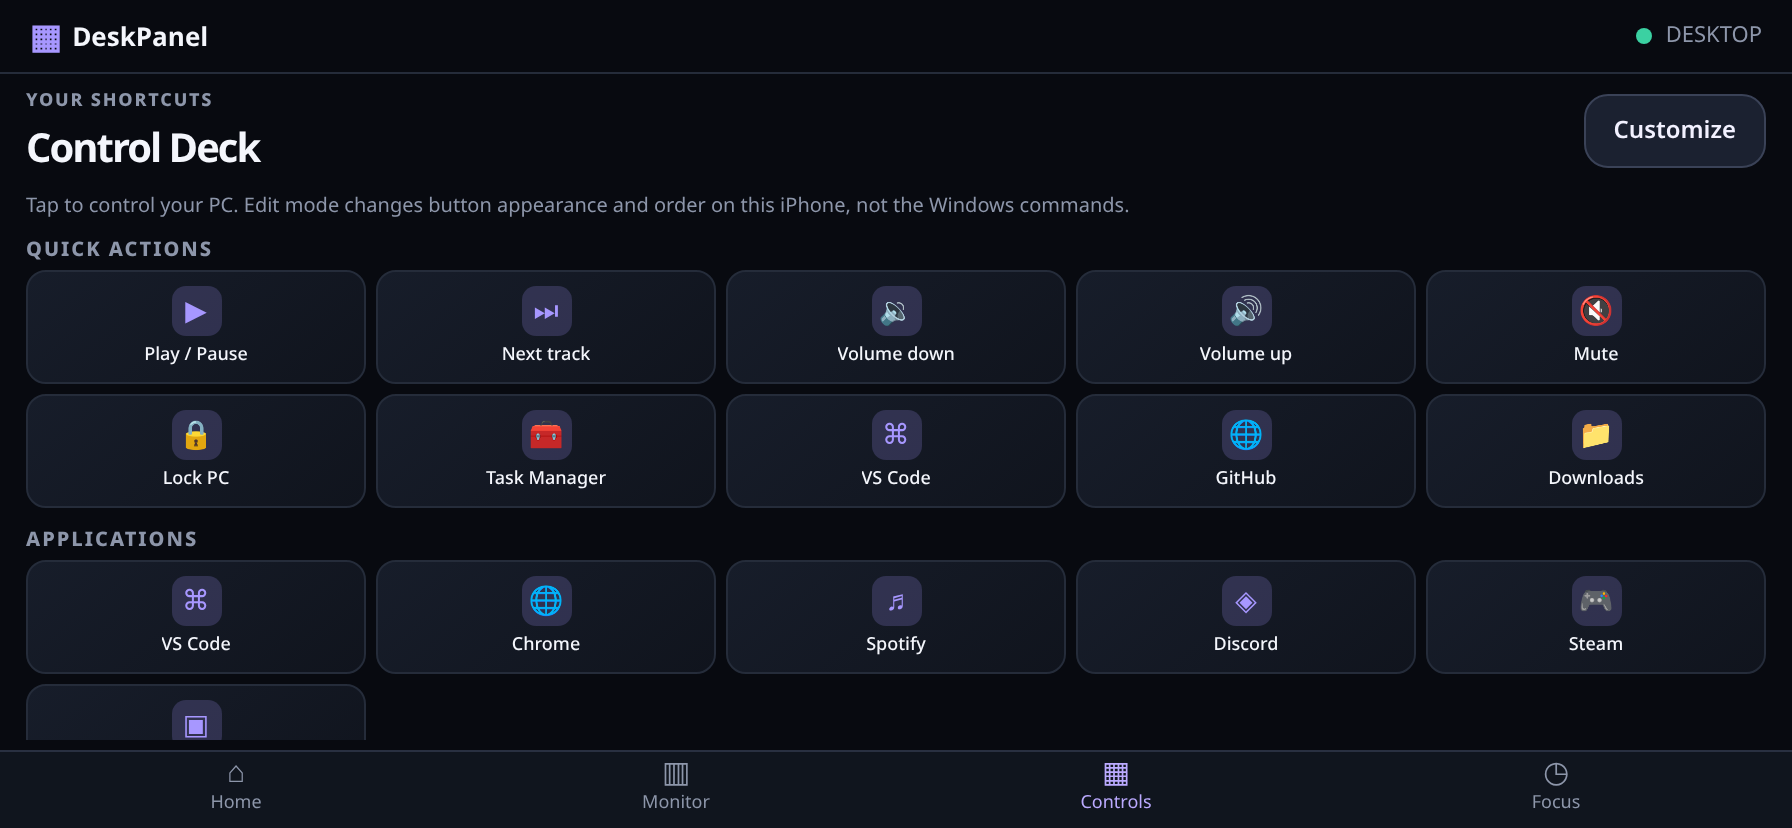 DeskPanel
DESKTOP
YOUR SHORTCUTS
Control Deck
Customize
Tap to control your PC. Edit mode changes button appearance and order on this iPhone, not the Windows commands.
QUICK ACTIONS
Play / Pause
Next track
Volume down
Volume up
Mute
Lock PC
Task Manager
VS Code
GitHub
Downloads
APPLICATIONS
VS Code
Chrome
Spotify
Discord
Steam
Home
Monitor
Controls
Focus